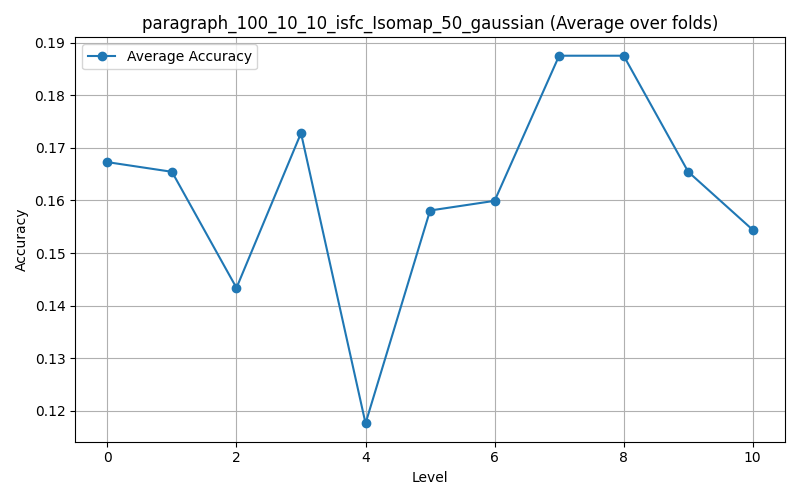 paragraph_100_10_10_isfc_Isomap_50_gaussian (Average over folds)
Average Accuracy
Accuracy
0.19
0.18
0.17
0.16
0.15
0.14
0.13
0.12
0 2 4 6 8 10
Level